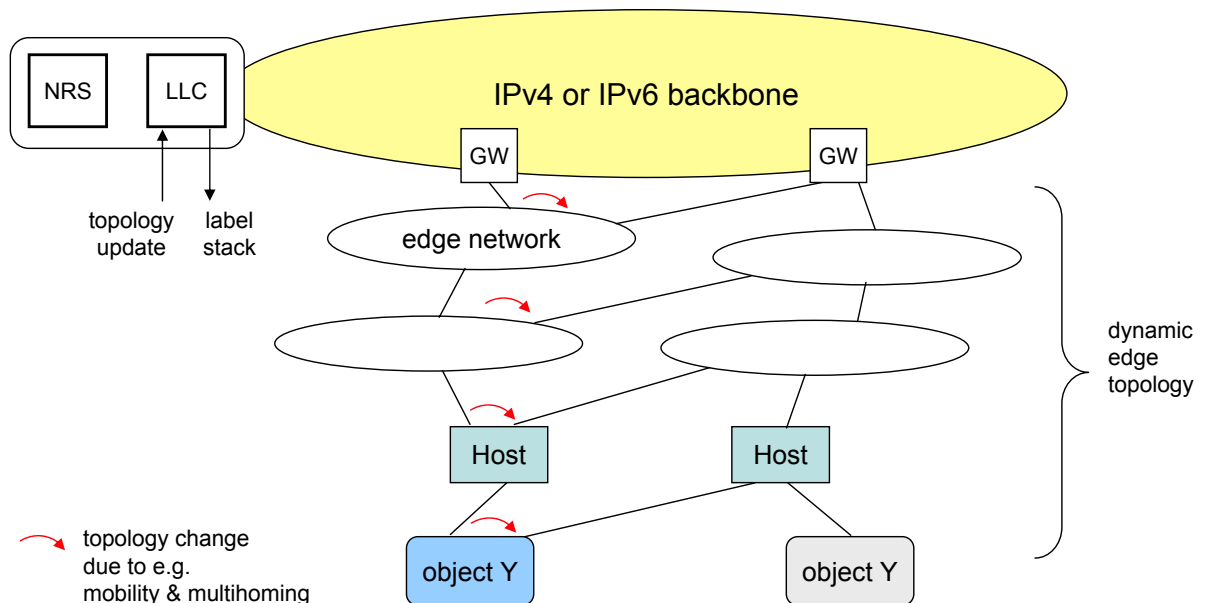 NRS
LLC
IPv4 or IPv6 backbone
GW
GW
topology
update
label
stack
edge network
dynamic
edge
topology
Host
Host
topology change
due to e.g.
mobility & multihoming
object Y
object Y